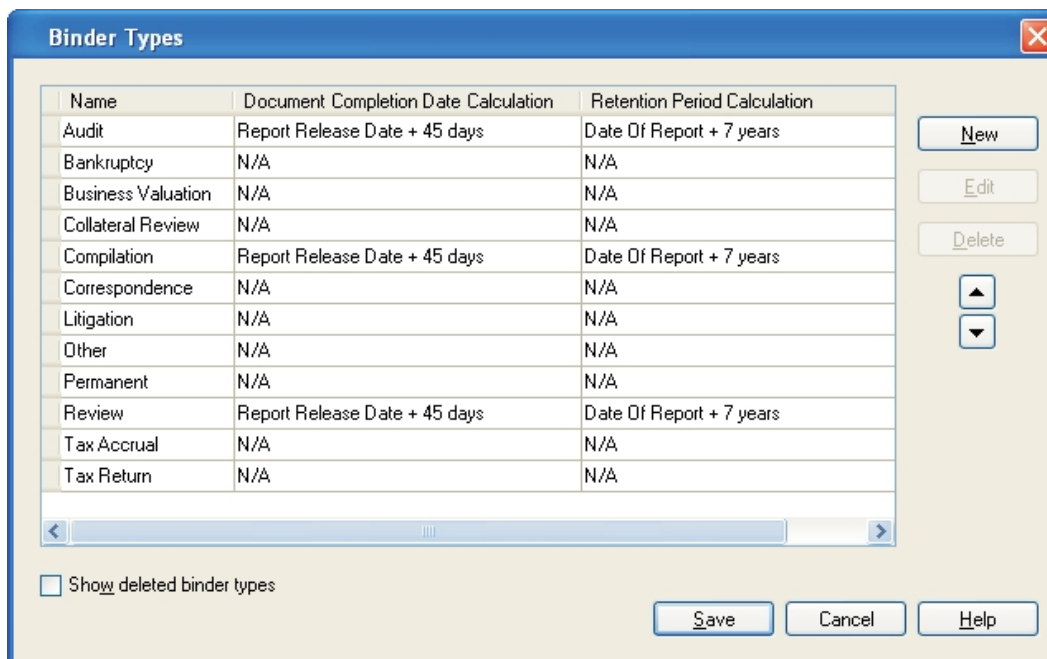 Binder Types
Name Document Completion Date Calculation Retention Period Calculation
Audit Report Release Date + 45 days Date Of Report + 7 years
Bankruptcy N/A N/A
Business Valuation N/A N/A
Collateral Review N/A N/A
Compilation Report Release Date + 45 days Date Of Report + 7 years
Correspondence N/A N/A
Litigation N/A N/A
Other N/A N/A
Permanent N/A N/A
Review Report Release Date + 45 days Date Of Report + 7 years
Tax Accrual N/A N/A
Tax Return N/A N/A
New
Edit
Delete
Show deleted binder types
Save Cancel Help